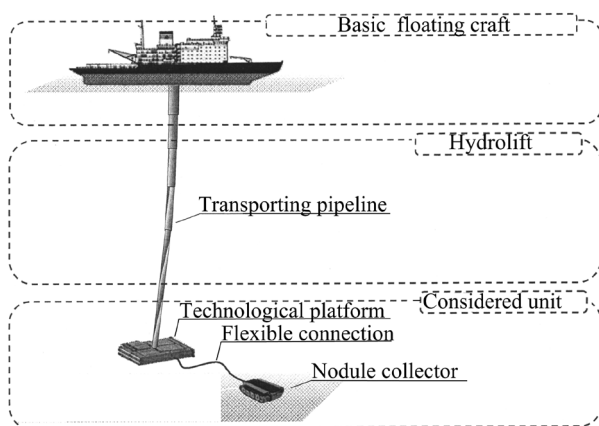 Basic floating craft
Hydrolift
Transporting pipeline
Considered unit
Technological platform
Flexible connection
Nodule collector